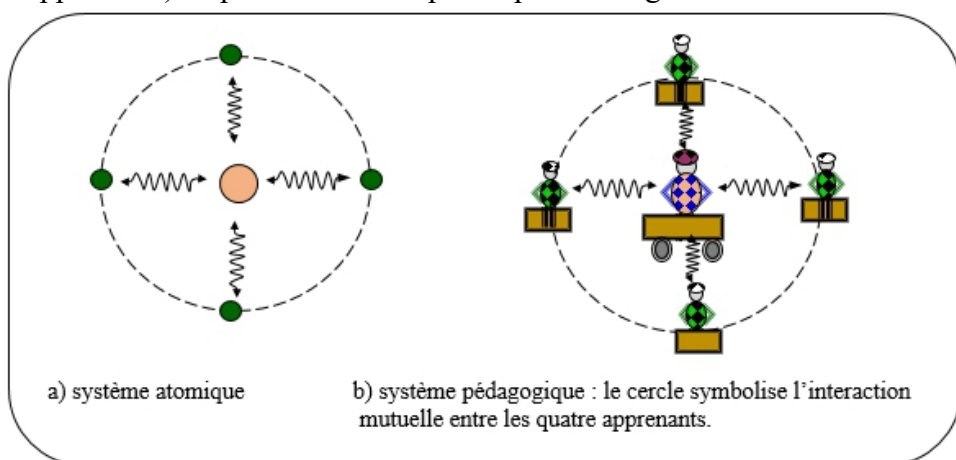 a) système atomique
b) système pédagogique : le cercle symbolise l'interaction
mutuelle entre les quatre apprenants.